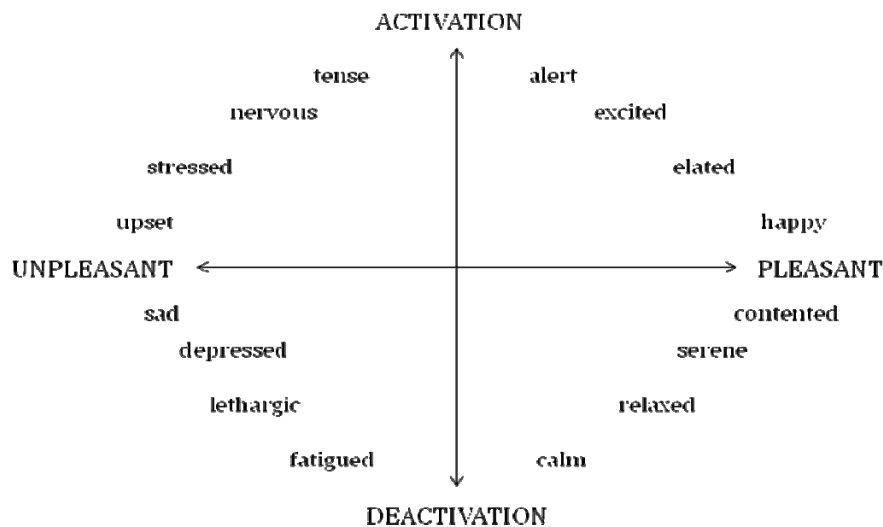 ACTIVATION
tense alert
nervous excited
stressed elated
upset happy
UNPLEASANT PLEASANT
sad contented
depressed serene
lethargic relaxed
fatigued calm
DEACTIVATION